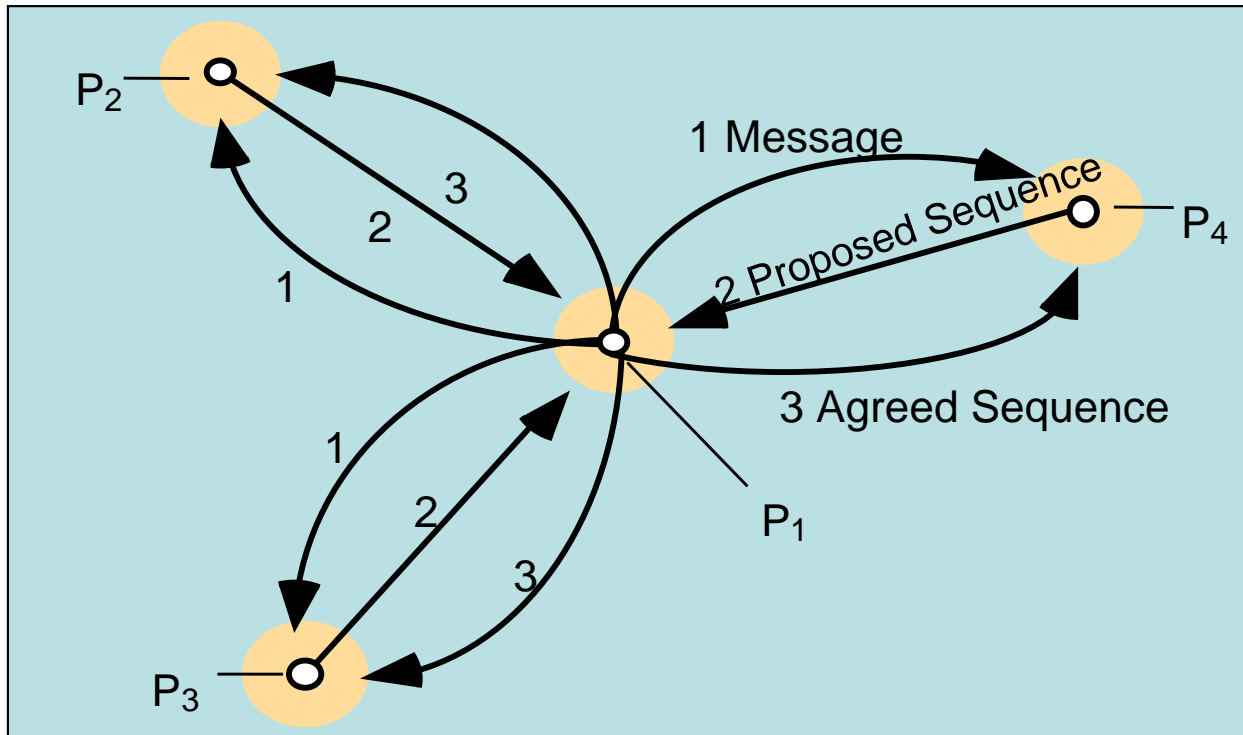 P2
1 Message
2 Proposed Sequence
P4
3
2
1
3 Agreed Sequence
1
2
P1
3
P3